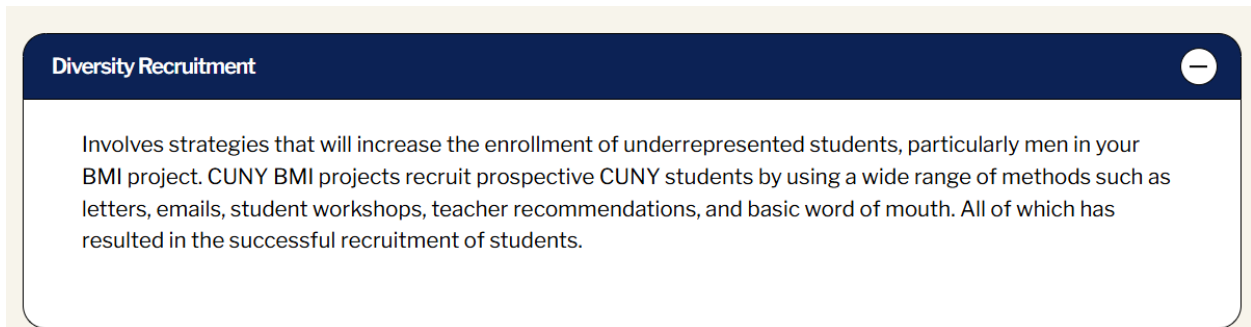 Diversity Recruitment
Involves strategies that will increase the enrollment of underrepresented students, particularly men in your
BMI project. CUNY BMI projects recruit prospective CUNY students by using a wide range of methods such as
letters, emails, student workshops, teacher recommendations, and basic word of mouth. All of which has
resulted in the successful recruitment of students.